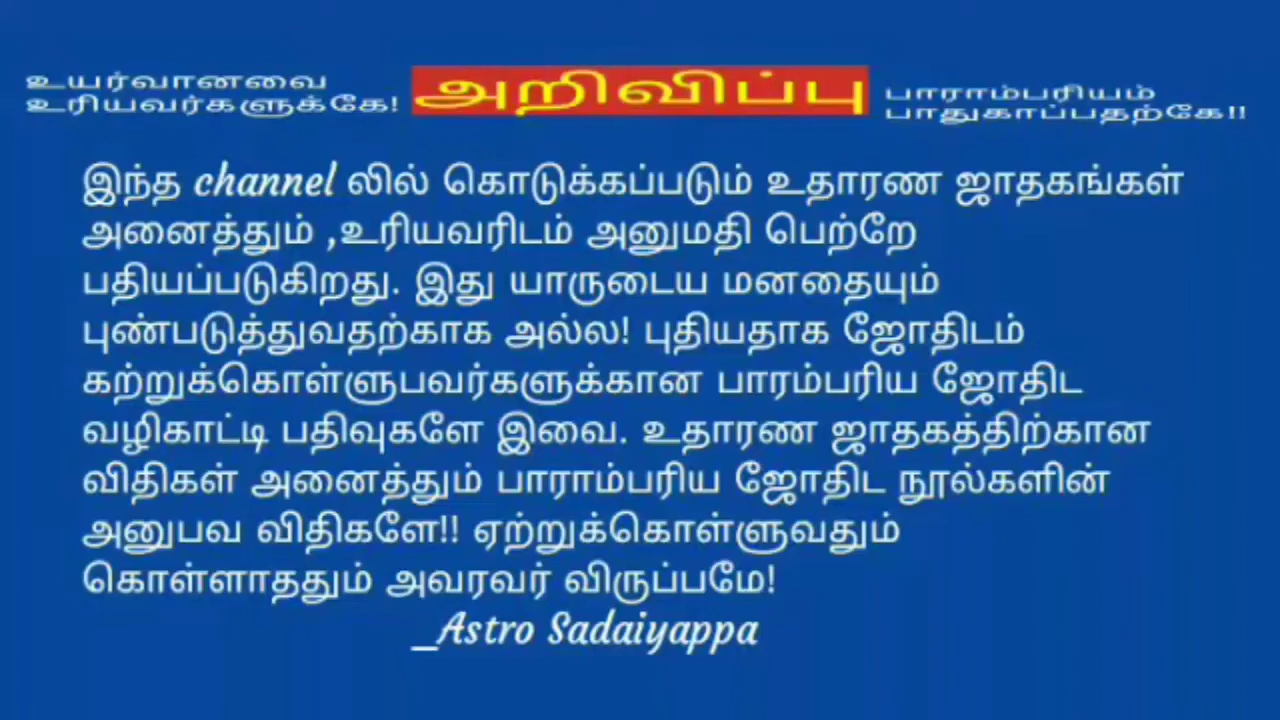 உயர்வானவை
உரியவர்களுக்கே!
அறிவிப்பு
பாராம்பரியம்
பாதுகாப்பதற்கே!!
இந்த channel லில் கொடுக்கப்படும் உதாரண ஜாதகங்கள்
அனைத்தும் ,உரியவரிடம் அனுமதி பெற்றே
பதியப்படுகிறது. இது யாருடைய மனதையும்
புண்படுத்துவதற்காக அல்ல! புதியதாக ஜோதிடம்
கற்றுக்கொள்ளுபவர்களுக்கான பாரம்பரிய ஜோதிட
வழிகாட்டி பதிவுகளே இவை. உதாரண ஜாதகத்திற்கான
விதிகள் அனைத்தும் பாராம்பரிய ஜோதிட நூல்களின்
அனுபவ விதிகளே!! ஏற்றுக்கொள்ளுவதும்
கொள்ளாததும் அவரவர் விருப்பமே!
_Astro Sadaiyappa